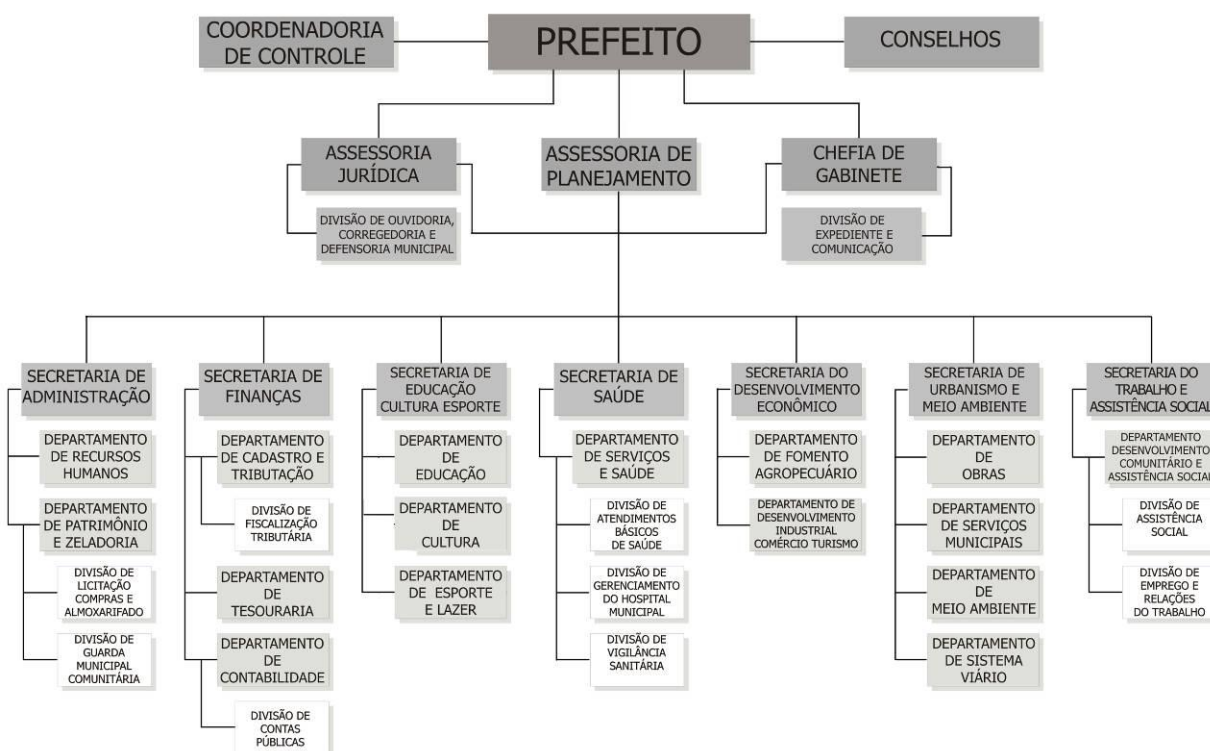 COORDENADORIA
DE CONTROLE
PREFEITO
CONSELHOS
ASSESSORIA
JURÍDICA
ASSESSORIA DE
PLANEJAMENTO
CHEFIA DE
GABINETE
DIVISÃO DE OUVIDORIA,
CORREGEDORIA E
DEFENSORIA MUNICIPAL
DIVISÃO DE
EXPEDIENTE E
COMUNICAÇÃO
SECRETARIA DE
ADMINISTRAÇÃO
DEPARTAMENTO
DE RECURSOS
HUMANOS
DEPARTAMENTO
DE PATRIMÔNIO
E ZELADORIA
DIVISÃO DE
LICITAÇÃO
COMPRAS E
ALMOXARIFADO
DIVISÃO DE
GUARDA
MUNICIPAL
COMUNITÁRIA
SECRETARIA DE
FINANÇAS
DEPARTAMENTO
DE CADASTRO E
TRIBUTAÇÃO
DIVISÃO DE
FISCALIZAÇÃO
TRIBUTÁRIA
DEPARTAMENTO
DE
TESOURARIA
DEPARTAMENTO
DE
CONTABILIDADE
DIVISÃO DE
CONTAS
PÚBLICAS
SECRETARIA DE
EDUCAÇÃO
CULTURA ESPORTE
DEPARTAMENTO
DE
EDUCAÇÃO
DEPARTAMENTO
DE
CULTURA
DEPARTAMENTO
DE ESPORTE
E LAZER
SECRETARIA DE
SAÚDE
DEPARTAMENTO
DE SERVIÇOS
E SAÚDE
DIVISÃO DE
ATENDIMENTOS
BÁSICOS
DE SAÚDE
DIVISÃO DE
GERENCIAMENTO
DO HOSPITAL
MUNICIPAL
DIVISÃO DE
VIGILÂNCIA
SANITÁRIA
SECRETARIA DO
DESENVOLVIMENTO
ECONÔMICO
DEPARTAMENTO
DE FOMENTO
AGROPECUÁRIO
DEPARTAMENTO DE
DESENVOLVIMENTO
INDUSTRIAL
COMÉRCIO TURISMO
SECRETARIA DE
URBANISMO E
MEIO AMBIENTE
DEPARTAMENTO
DE
OBRAS
DEPARTAMENTO
DE SERVIÇOS
MUNICIPAIS
DEPARTAMENTO
DE
MEIO AMBIENTE
DEPARTAMENTO
DE SISTEMA
VIÁRIO
SECRETARIA DO
TRABALHO E
ASSISTÊNCIA SOCIAL
DEPARTAMENTO
DESENVOLVIMENTO
COMUNITÁRIO E
ASSISTÊNCIA SOCIAL
DIVISÃO DE
ASSISTÊNCIA
SOCIAL
DIVISÃO DE
EMPREGO E
RELAÇÕES
DO TRABALHO